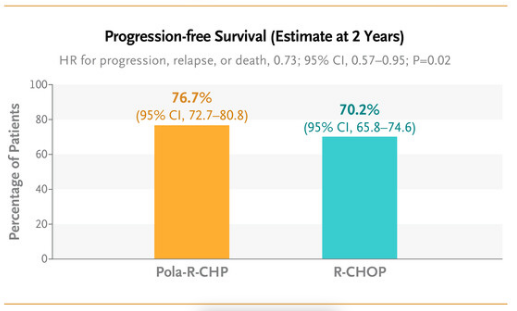 Progression-free Survival (Estimate at 2 Years)
HR for progression, relapse, or death, 0.73; 95% CI, 0.57–0.95; P=0.02
Percentage of Patients
100
80
60
40
20
0
76.7%
(95% CI, 72.7–80.8)
70.2%
(95% CI, 65.8–74.6)
Pola-R-CHP
R-CHOP